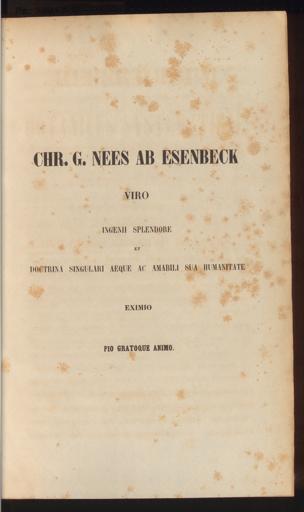 CHR. G. NEES AB ESENBECK
VIRO
INGENII SPLENDORE
ET
DOCTRINA SINGULARI AEQUE AC AMABILI SUA HUMANITATE
EXIMIO
PIO GRATOQUE ANIMO.